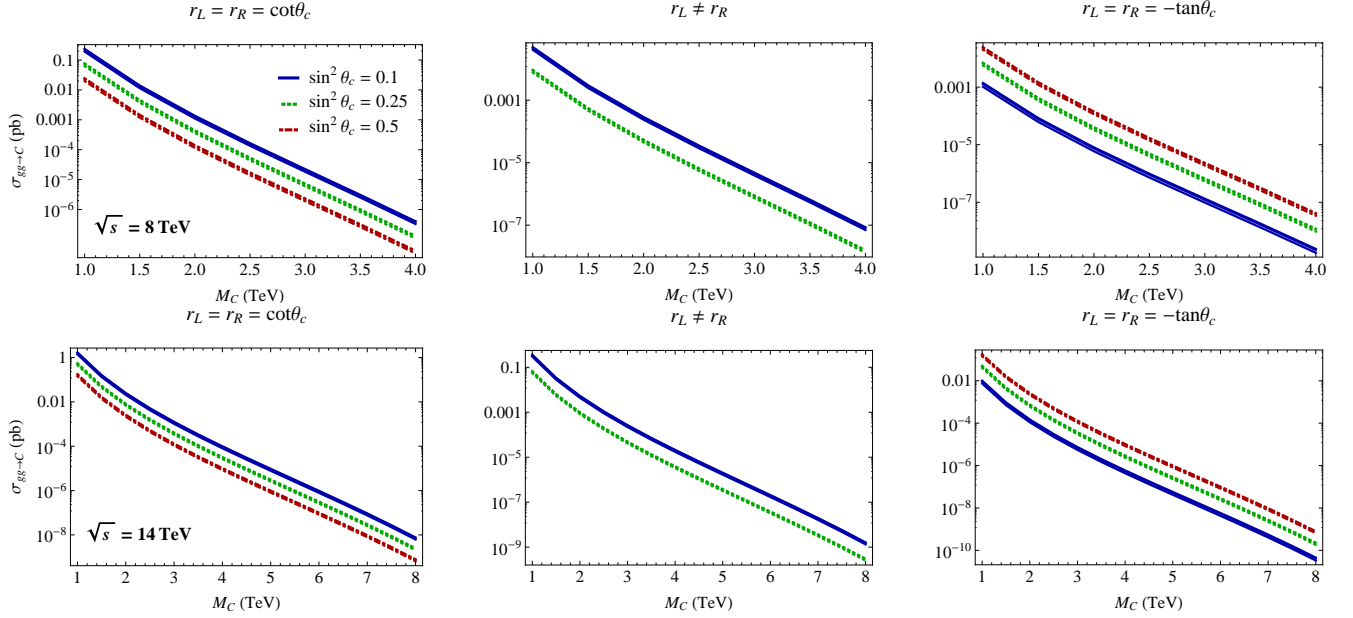 r_L = r_R = cotθ_c
r_L ≠ r_R
r_L = r_R = −tanθ_c
σ_{gg→C} (pb)
0.1
0.01
0.001
10^{-4}
10^{-5}
10^{-6}
sin² θ_c = 0.1
sin² θ_c = 0.25
sin² θ_c = 0.5
√s = 8 TeV
1.0 1.5 2.0 2.5 3.0 3.5 4.0
M_C (TeV)
0.001
10^{-5}
10^{-7}
1.0 1.5 2.0 2.5 3.0 3.5 4.0
M_C (TeV)
0.001
10^{-5}
10^{-7}
1.0 1.5 2.0 2.5 3.0 3.5 4.0
M_C (TeV)
r_L = r_R = cotθ_c
r_L ≠ r_R
r_L = r_R = −tanθ_c
σ_{gg→C} (pb)
1
0.01
10^{-4}
10^{-6}
10^{-8}
√s = 14 TeV
1 2 3 4 5 6 7 8
M_C (TeV)
0.1
0.001
10^{-5}
10^{-7}
10^{-9}
1 2 3 4 5 6 7 8
M_C (TeV)
0.01
10^{-4}
10^{-6}
10^{-8}
10^{-10}
1 2 3 4 5 6 7 8
M_C (TeV)